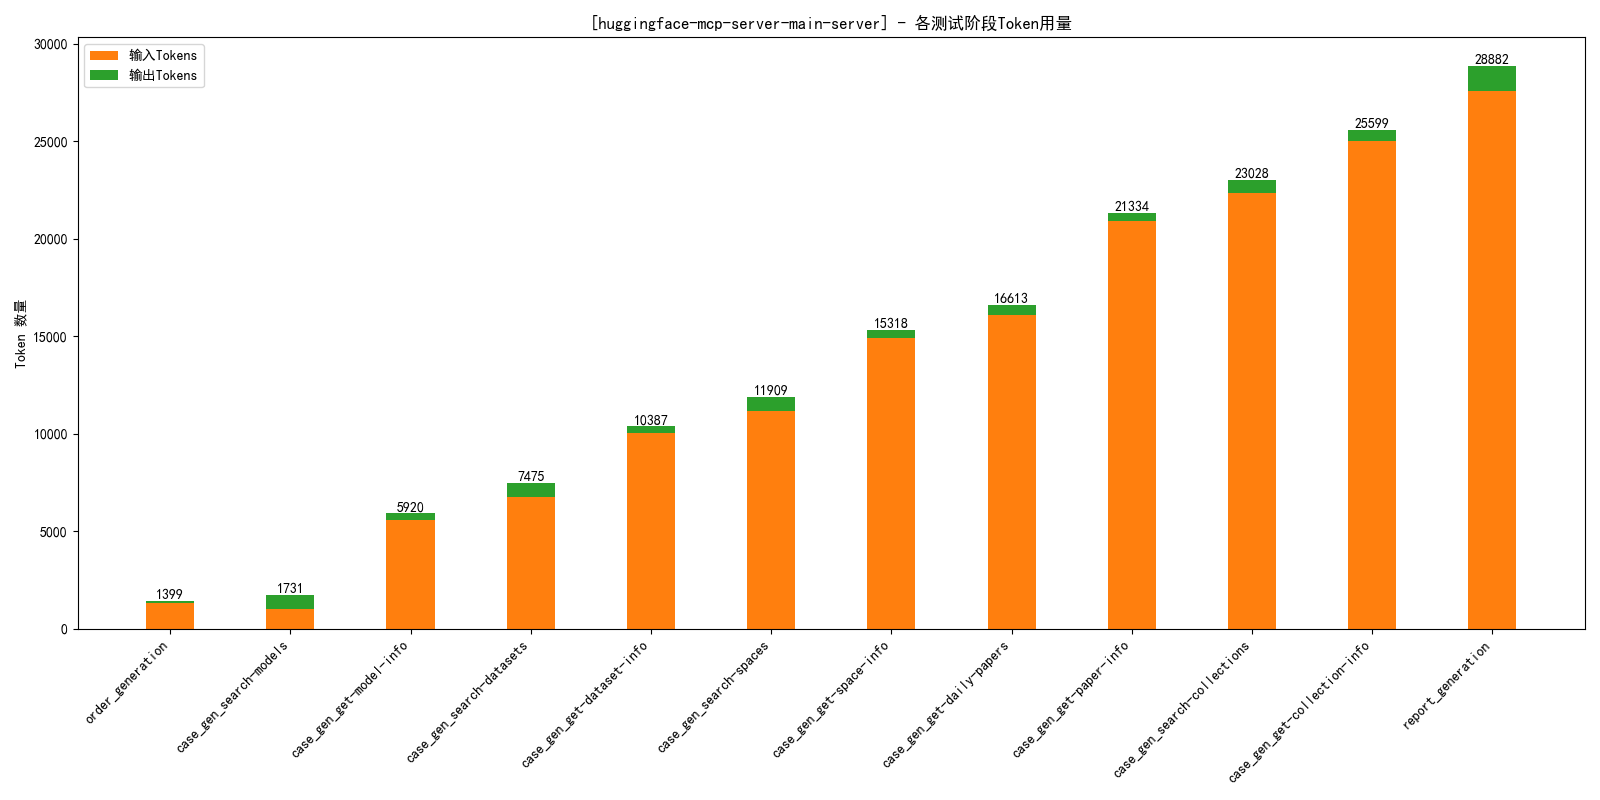 [huggingface-mcp-server-main-server] - 各测试阶段Token用量
输入Tokens
输出Tokens
Token 数量
30000
25000
20000
15000
10000
5000
0
1399
1731
5920
7475
10387
11909
15318
16613
21334
23028
25599
28882
order_generation
case_gen_search-models
case_gen_get-model-info
case_gen_search-datasets
case_gen_get-dataset-info
case_gen_search-spaces
case_gen_get-space-info
case_gen_get-daily-papers
case_gen_get-paper-info
case_gen_search-collections
case_gen_get-collection-info
report_generation